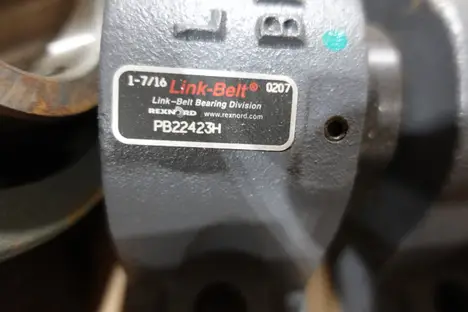 L
B
1-7/16 Link-Belt® 0207
Link-Belt Bearing Division
REXNORD www.rexnord.com
PB22423H